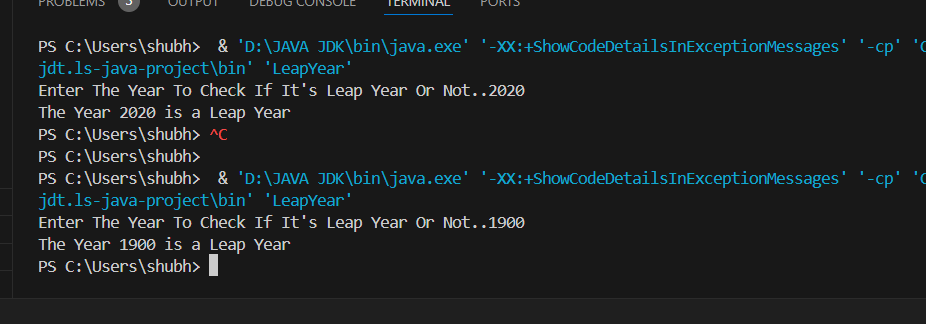 PROBLEMS 5 OUTPUT DEBUG CONSOLE TERMINAL PORTS
PS C:\Users\shubh>  & 'D:\JAVA JDK\bin\java.exe' '-XX:+ShowCodeDetailsInExceptionMessages' '-cp' 'C
jdt.ls-java-project\bin' 'LeapYear'
Enter The Year To Check If It's Leap Year Or Not..2020
The Year 2020 is a Leap Year
PS C:\Users\shubh> ^C
PS C:\Users\shubh>
PS C:\Users\shubh>  & 'D:\JAVA JDK\bin\java.exe' '-XX:+ShowCodeDetailsInExceptionMessages' '-cp' 'C
jdt.ls-java-project\bin' 'LeapYear'
Enter The Year To Check If It's Leap Year Or Not..1900
The Year 1900 is a Leap Year
PS C:\Users\shubh>